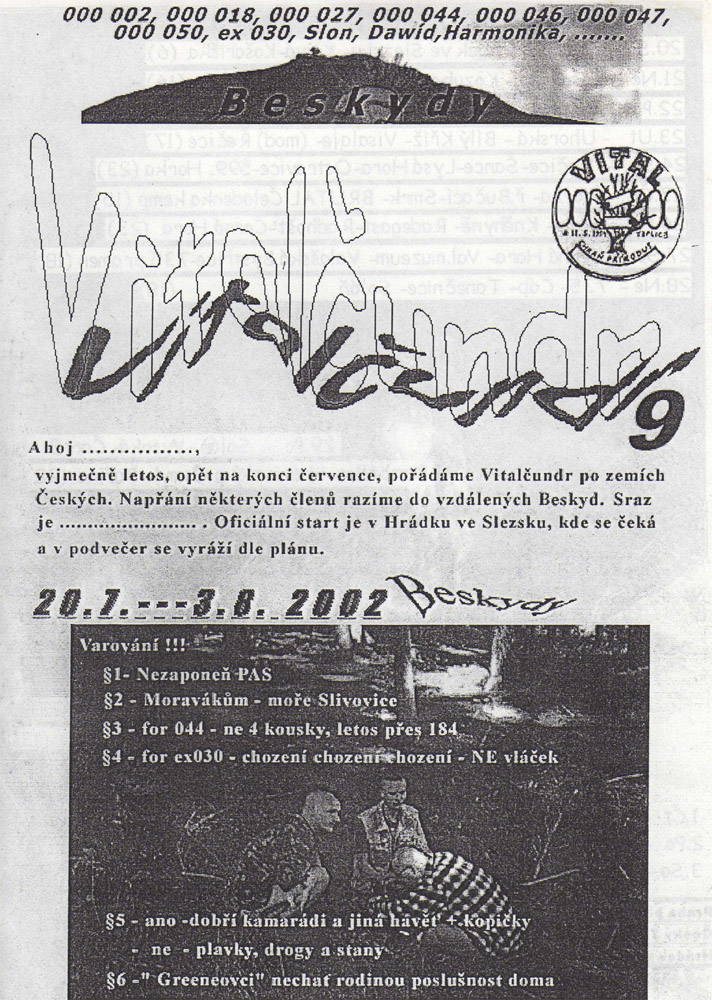 000 002, 000 018, 000 027, 000 044, 000 046, 000 047,
000 050, ex 030, Slon, Dawid,Harmonika, .......
Beskydy
VITAL
000 000
CHRAŇ PŘÍRODU!
Vitalčundr
Vitalčundr 9
Ahoj ................,
vyjmečně letos, opět na konci července, pořádáme Vitalčundr po zemích
Českých. Napřání některých členů razíme do vzdálených Beskyd. Sraz
je ........................ . Oficiální start je v Hrádku ve Slezsku, kde se čeká
a v podvečer se vyráží dle plánu.
20.7.---3.8. 2002 Beskydy
Varování !!!
§1- Nezaponeň PAS
§2 - Moravákům - moře Slivovice
§3 - for 044 - ne 4 kousky, letos přes 184
§4 - for ex030 - chození chození chození - NE vláček
§5 - ano -dobří kamarádi a jiná háveť + kopičky
- ne - plavky, drogy a stany
§6 -" Greeneovci" nechať rodinou poslušnost doma